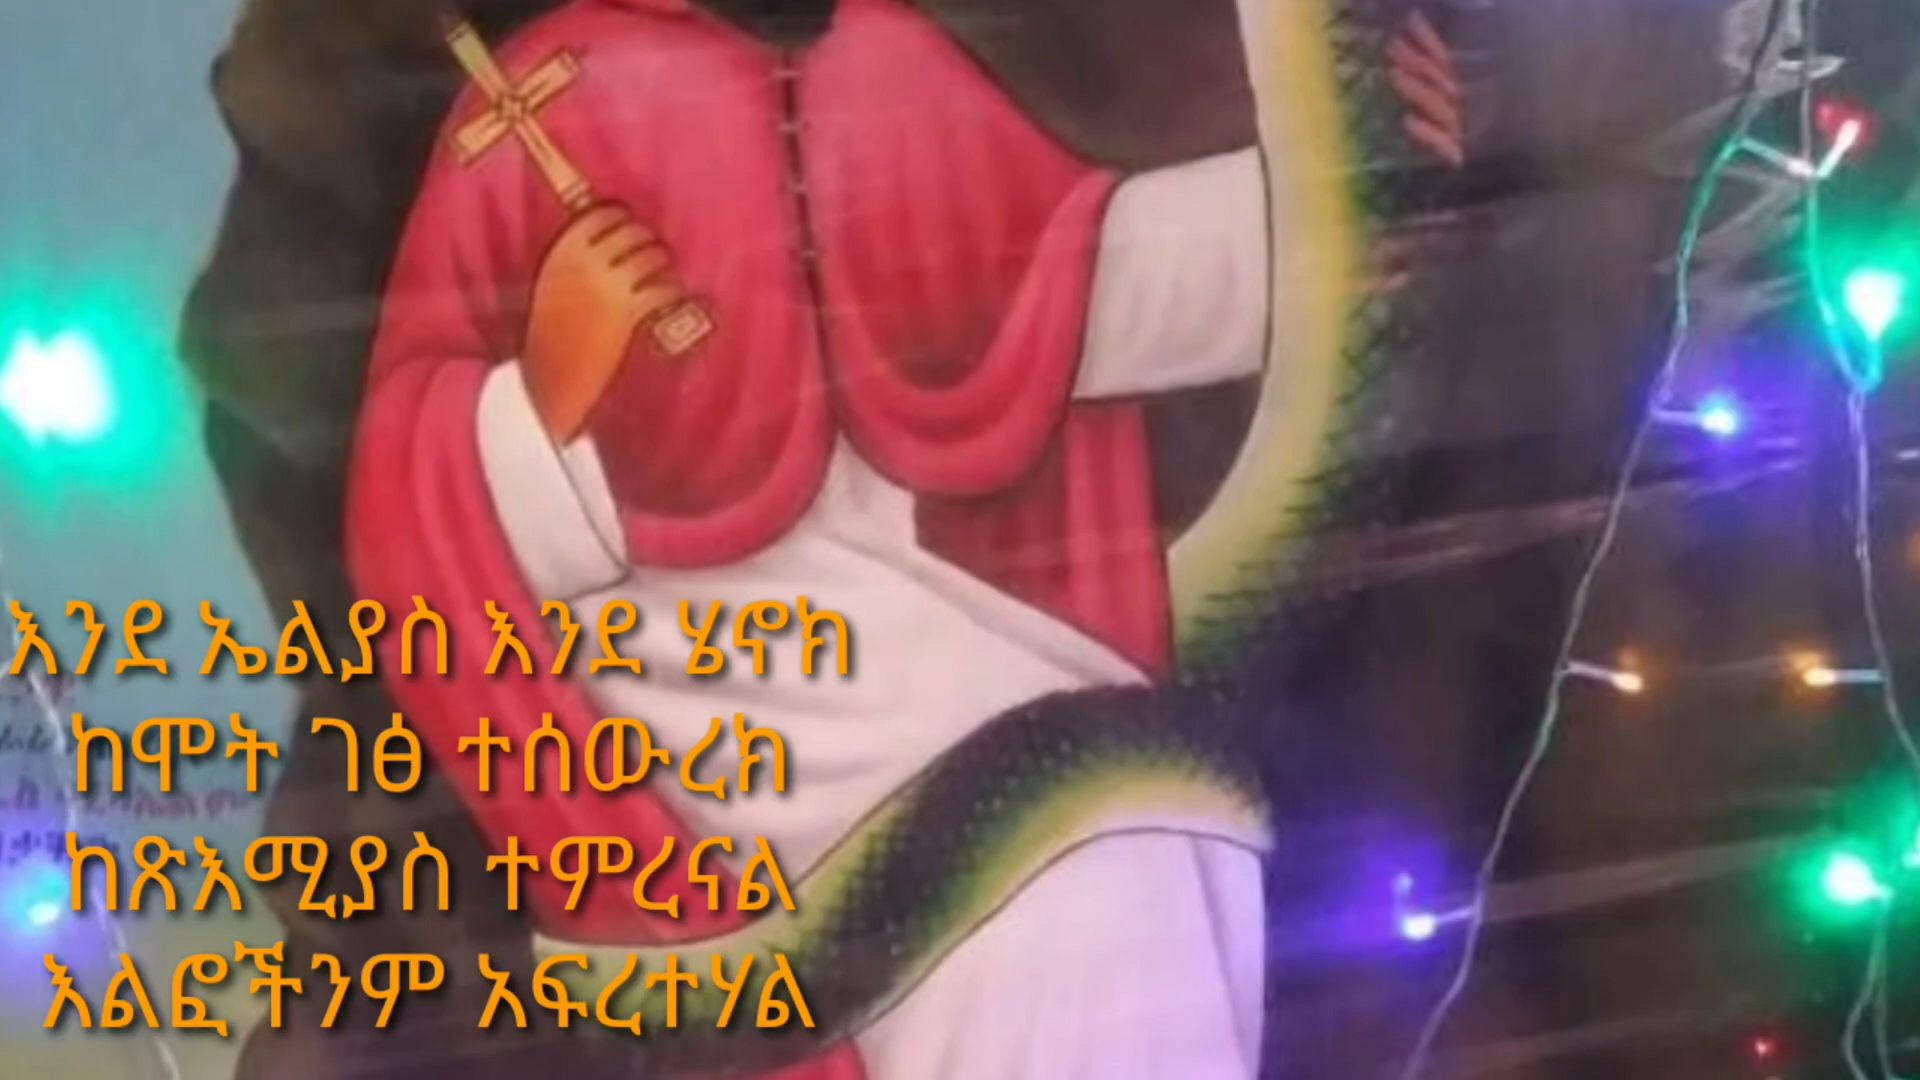 እንደ ኤልያስ እንደ ሄኖክ
ከሞት ገፅ ተሰውረክ
ከጽእሚያስ ተምረናል
እልፎችንም አፍረተሃል